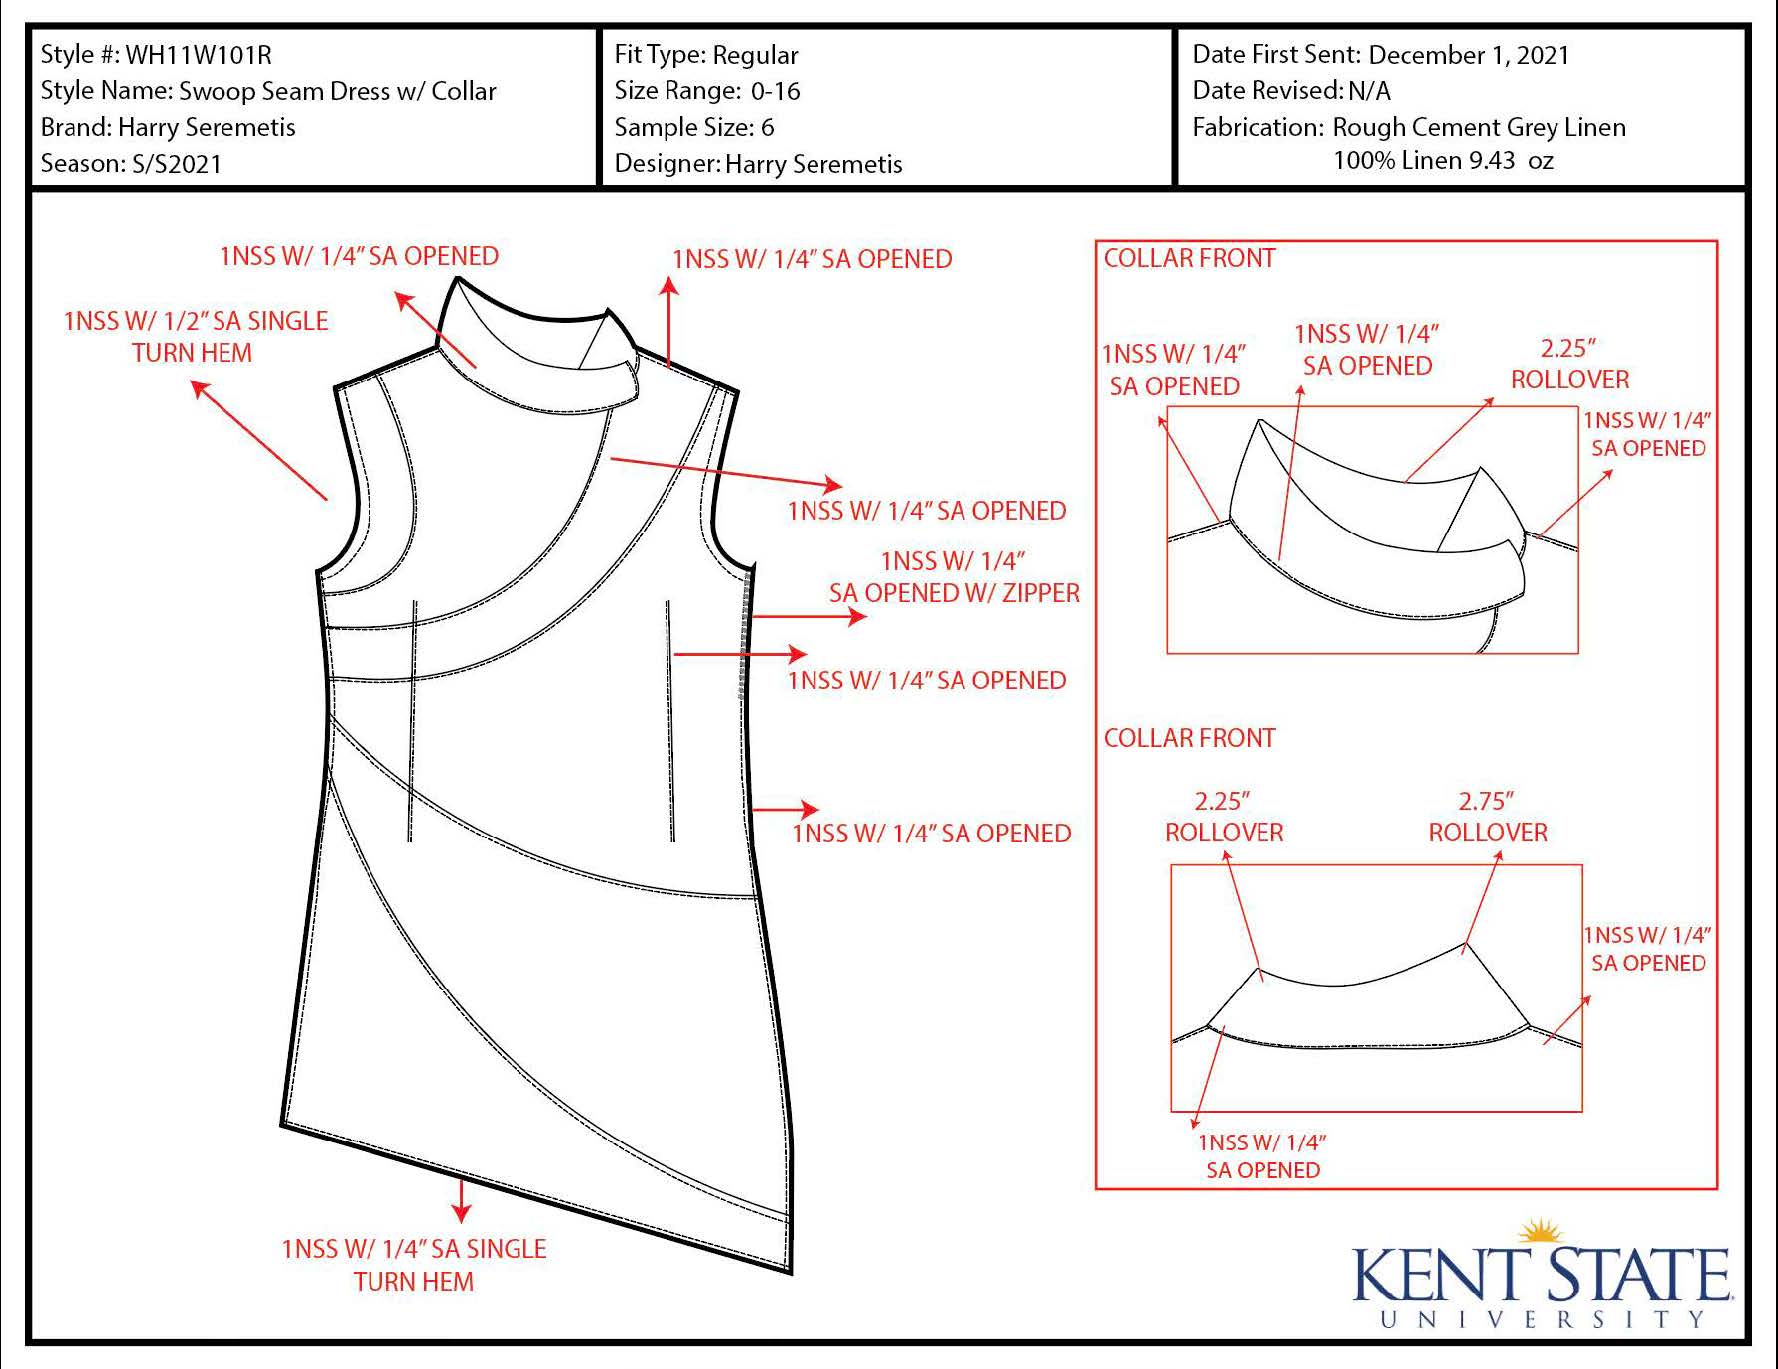 Style #: WH11W101R
Style Name: Swoop Seam Dress w/ Collar
Brand: Harry Seremetis
Season: S/S2021
Fit Type: Regular
Size Range: 0-16
Sample Size: 6
Designer: Harry Seremetis
Date First Sent: December 1, 2021
Date Revised: N/A
Fabrication: Rough Cement Grey Linen
100% Linen 9.43 oz
1NSS W/ 1/4” SA OPENED
1NSS W/ 1/4” SA OPENED
1NSS W/ 1/2” SA SINGLE
TURN HEM
1NSS W/ 1/4” SA OPENED
1NSS W/ 1/4”
SA OPENED W/ ZIPPER
1NSS W/ 1/4” SA OPENED
1NSS W/ 1/4” SA OPENED
1NSS W/ 1/4” SA SINGLE
TURN HEM
COLLAR FRONT
1NSS W/ 1/4”
SA OPENED
1NSS W/ 1/4”
SA OPENED
2.25”
ROLLOVER
1NSS W/ 1/4”
SA OPENED
COLLAR FRONT
2.25”
ROLLOVER
2.75”
ROLLOVER
1NSS W/ 1/4”
SA OPENED
1NSS W/ 1/4”
SA OPENED
KENT STATE
UNIVERSITY